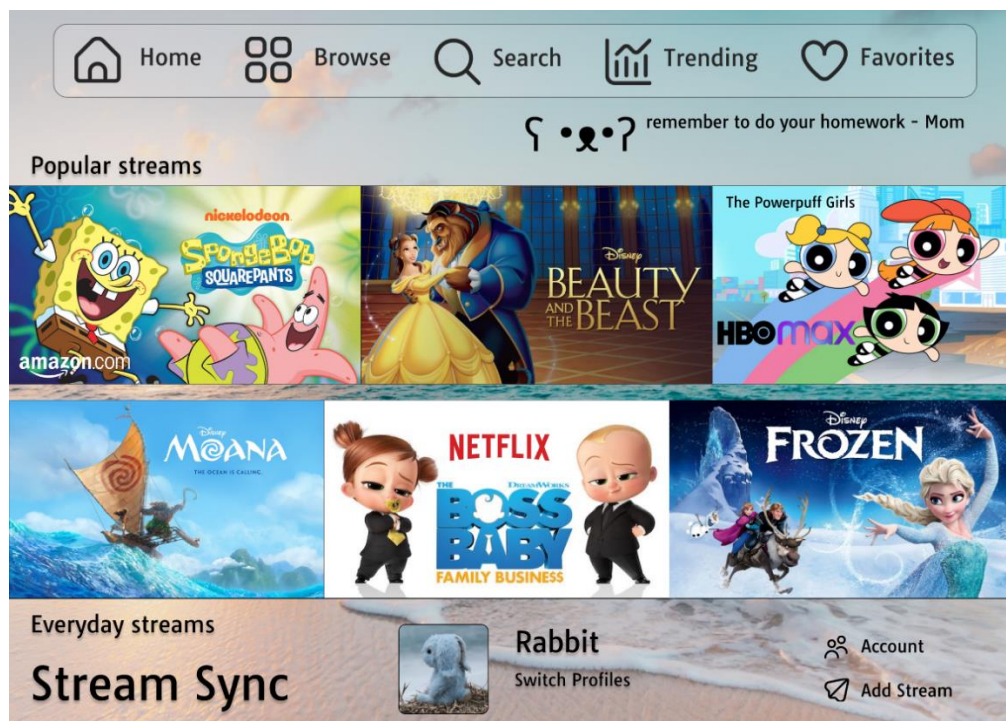 Home
Browse
Search
Trending
Favorites
ʕ •ᴥ•ʔ remember to do your homework - Mom
Popular streams
nickelodeon
SpongeBob
SQUAREPANTS
amazon.com
Disney
BEAUTY
AND THE BEAST
The Powerpuff Girls
HBOmax
Disney
MOANA
THE OCEAN IS CALLING.
NETFLIX
DREAMWORKS
THE
BOSS
BABY
FAMILY BUSINESS
Disney
FROZEN
Everyday streams
Stream Sync
Rabbit
Switch Profiles
Account
Add Stream